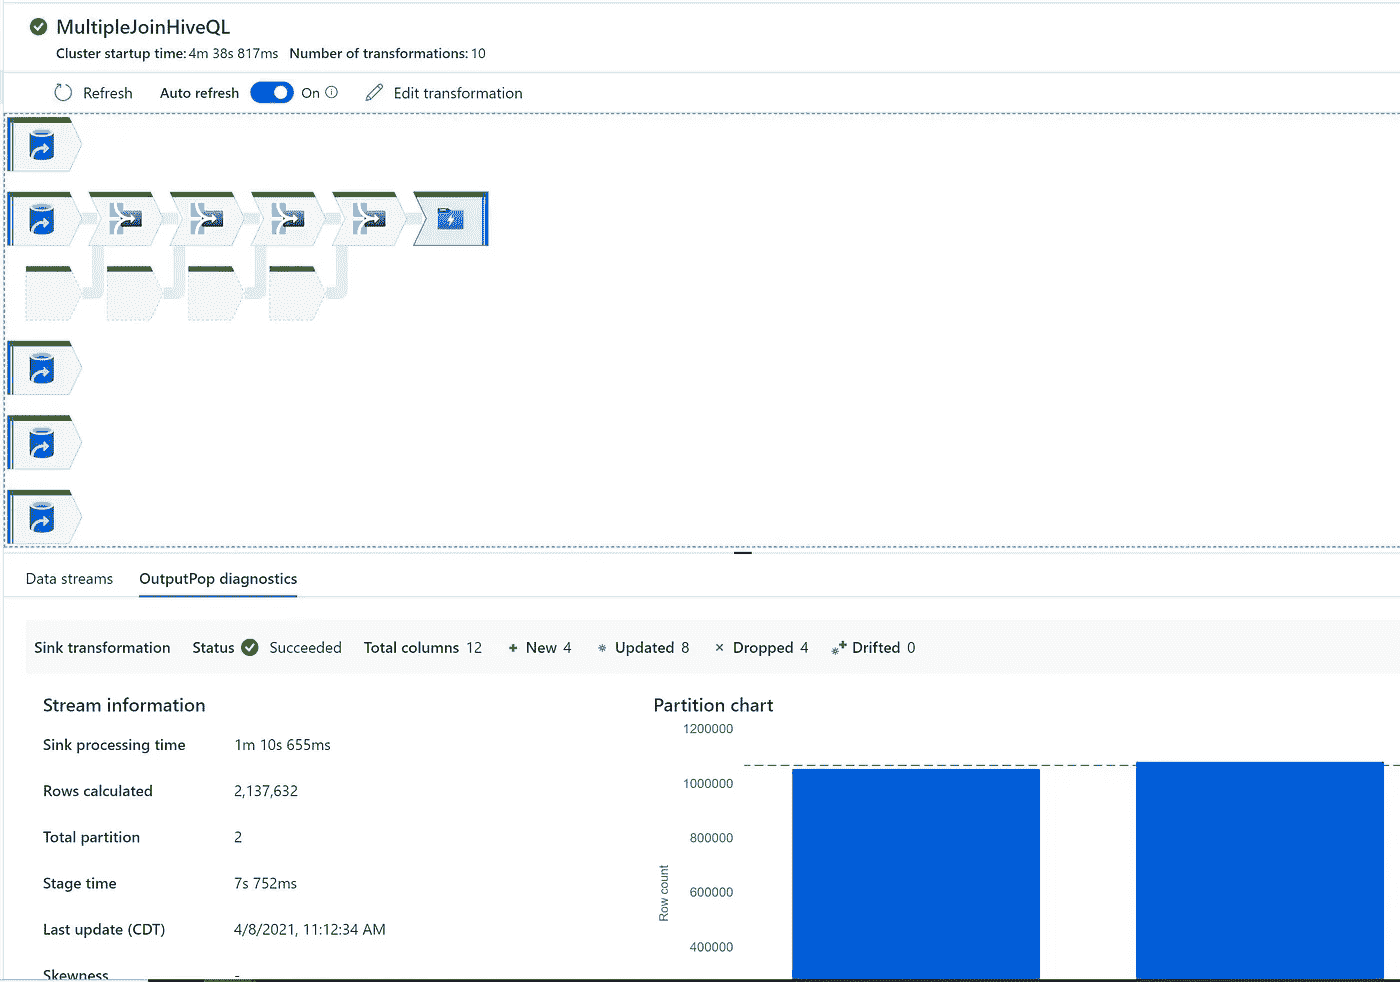 MultipleJoinHiveQL
Cluster startup time: 4m 38s 817ms Number of transformations: 10
Refresh Auto refresh On Edit transformation
Data streams OutputPop diagnostics
Sink transformation Status Succeeded Total columns 12 + New 4 * Updated 8 × Dropped 4 Drifted 0
Stream information
Sink processing time 1m 10s 655ms
Rows calculated 2,137,632
Total partition 2
Stage time 7s 752ms
Last update (CDT) 4/8/2021, 11:12:34 AM
Skewness -
Partition chart
1200000
1000000
800000
600000
400000
Row count